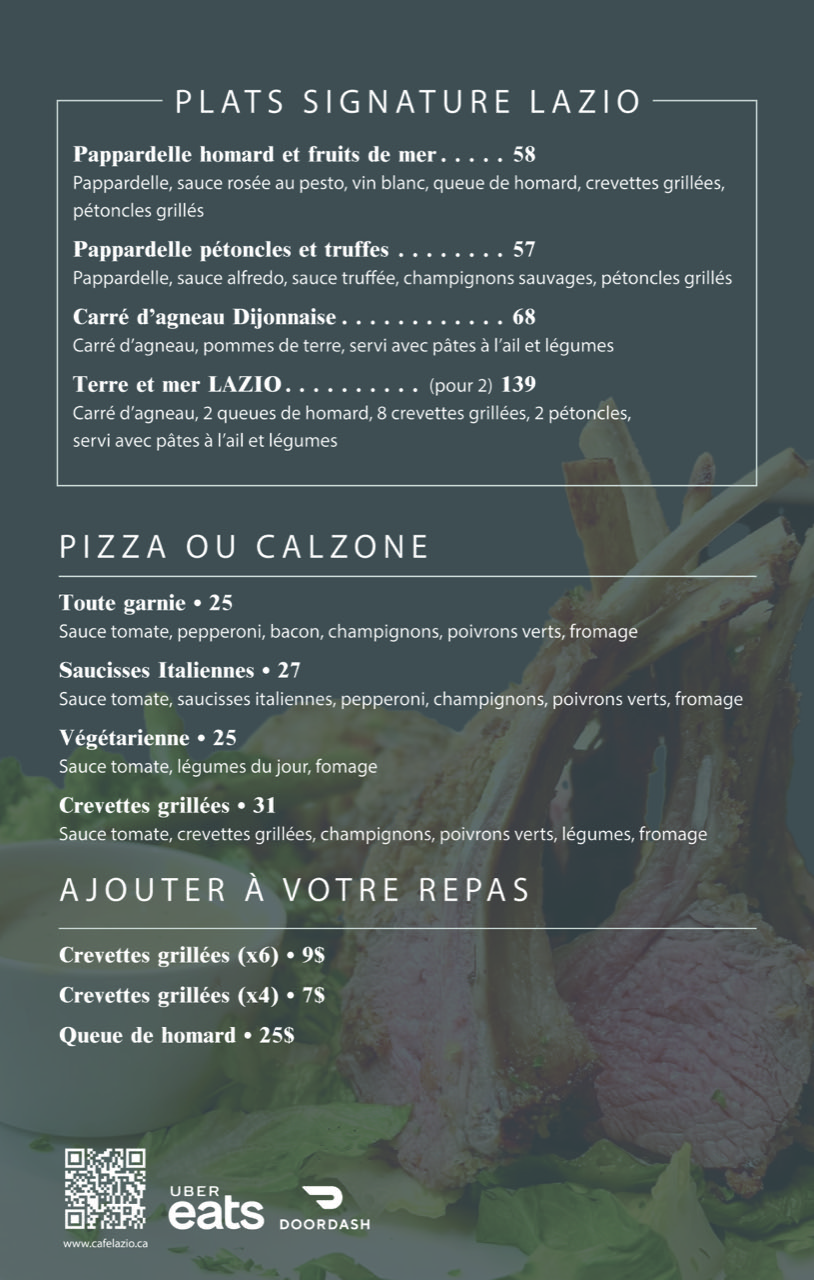 PLATS SIGNATURE LAZIO
Pappardelle homard et fruits de mer. . . . . 58
Pappardelle, sauce rosée au pesto, vin blanc, queue de homard, crevettes grillées,
pétoncles grillés
Pappardelle pétoncles et truffes . . . . . . . . 57
Pappardelle, sauce alfredo, sauce truffée, champignons sauvages, pétoncles grillés
Carré d’agneau Dijonnaise . . . . . . . . . . . . 68
Carré d’agneau, pommes de terre, servi avec pâtes à l’ail et légumes
Terre et mer LAZIO. . . . . . . . . . (pour 2) 139
Carré d’agneau, 2 queues de homard, 8 crevettes grillées, 2 pétoncles,
servi avec pâtes à l’ail et légumes
PIZZA OU CALZONE
Toute garnie • 25
Sauce tomate, pepperoni, bacon, champignons, poivrons verts, fromage
Saucisses Italiennes • 27
Sauce tomate, saucisses italiennes, pepperoni, champignons, poivrons verts, fromage
Végétarienne • 25
Sauce tomate, légumes du jour, fomage
Crevettes grillées • 31
Sauce tomate, crevettes grillées, champignons, poivrons verts, légumes, fromage
AJOUTER À VOTRE REPAS
Crevettes grillées (x6) • 9$
Crevettes grillées (x4) • 7$
Queue de homard • 25$
UBER
eats
DOORDASH
www.cafelazio.ca